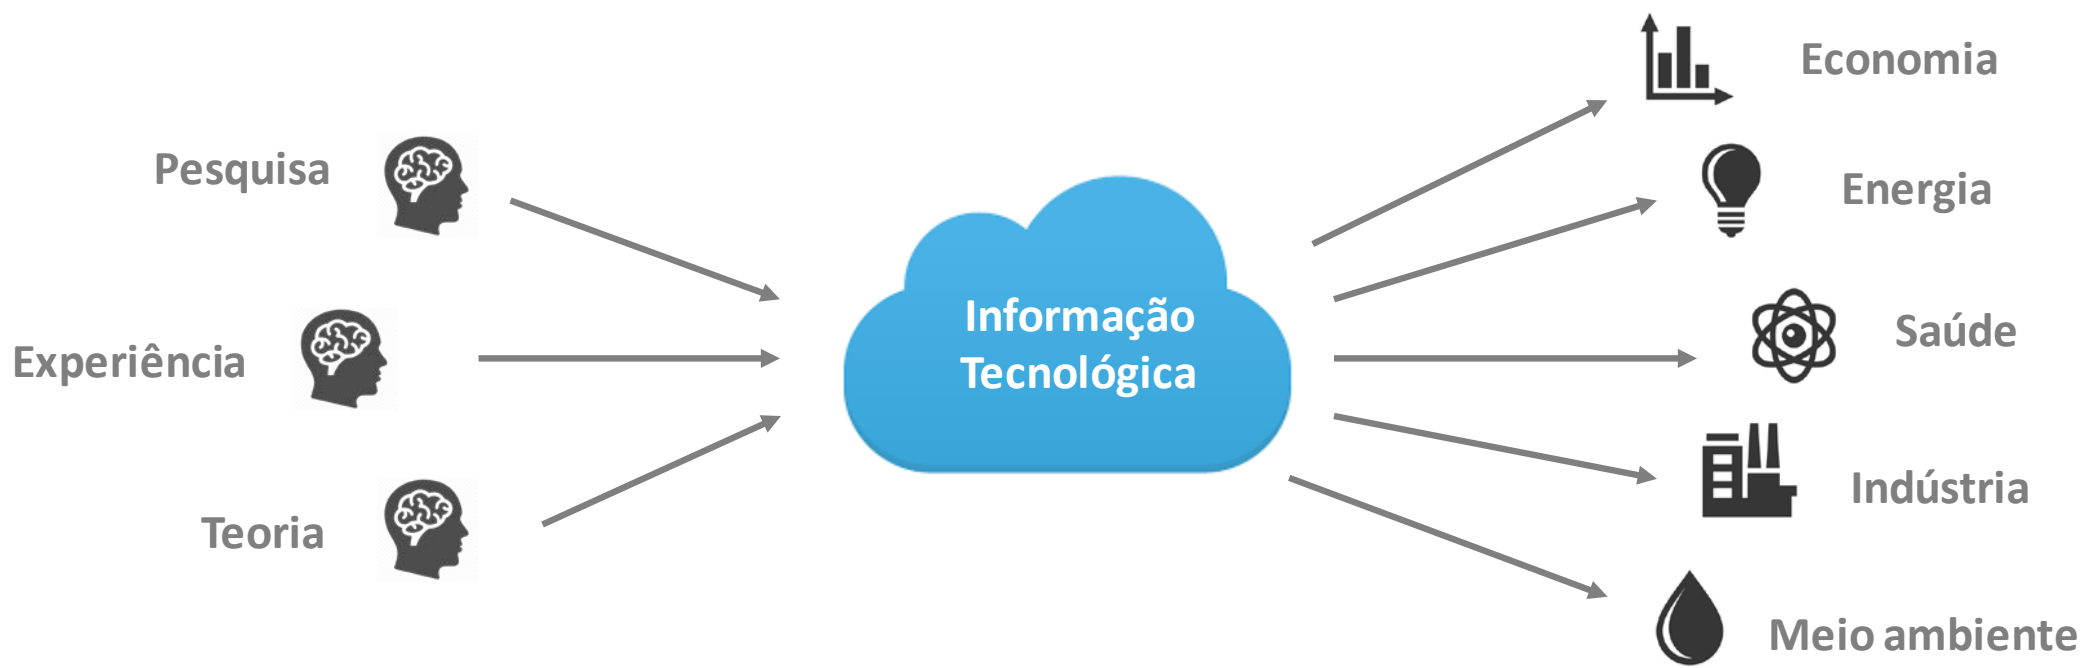 Pesquisa
Experiência
Teoria
Informação
Tecnológica
Economia
Energia
Saúde
Indústria
Meio ambiente